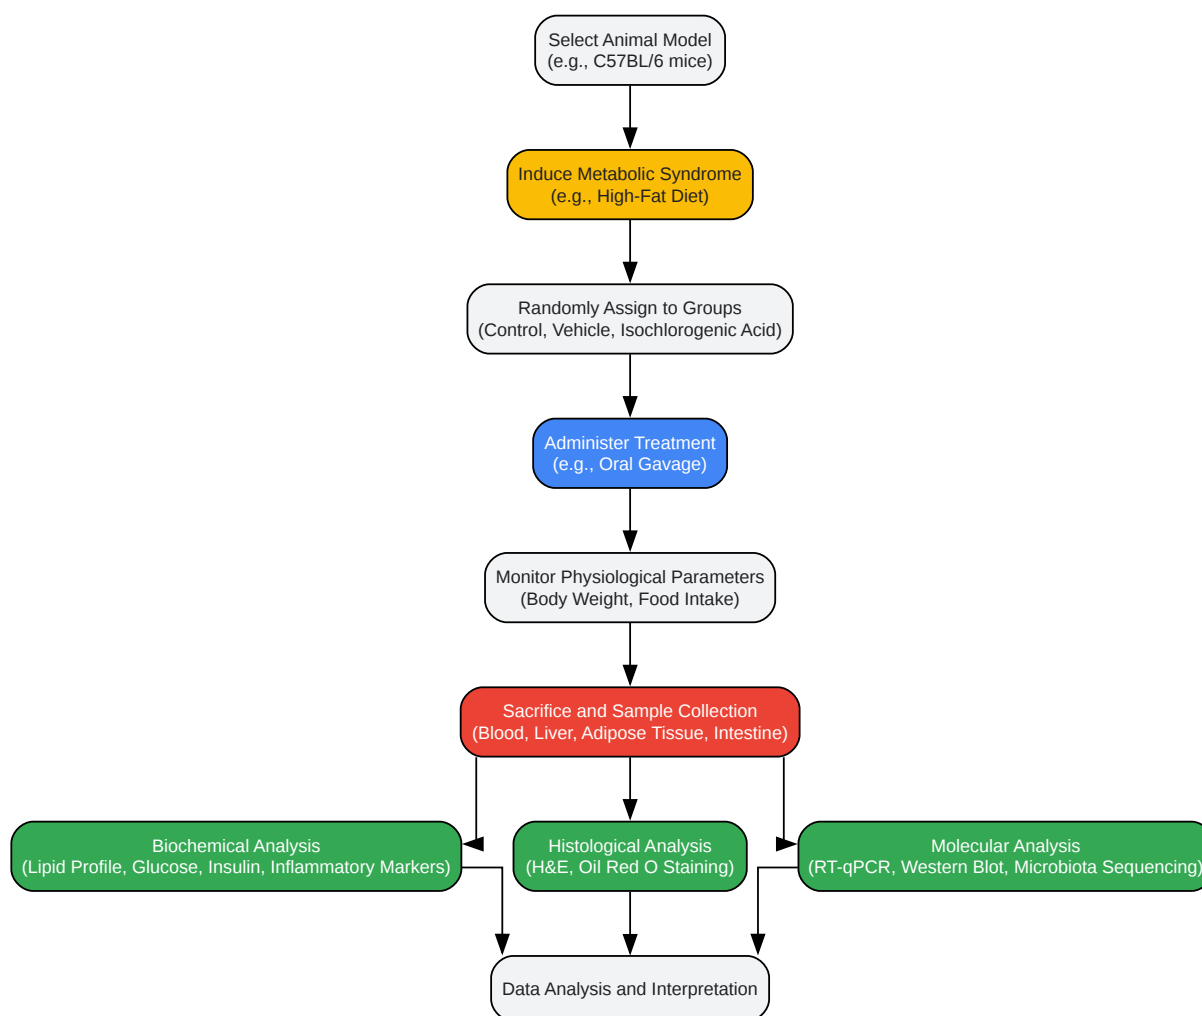 Select Animal Model
(e.g., C57BL/6 mice)
Induce Metabolic Syndrome
(e.g., High-Fat Diet)
Randomly Assign to Groups
(Control, Vehicle, Isochlorogenic Acid)
Administer Treatment
(e.g., Oral Gavage)
Monitor Physiological Parameters
(Body Weight, Food Intake)
Sacrifice and Sample Collection
(Blood, Liver, Adipose Tissue, Intestine)
Biochemical Analysis
(Lipid Profile, Glucose, Insulin, Inflammatory Markers)
Histological Analysis
(H&E, Oil Red O Staining)
Molecular Analysis
(RT-qPCR, Western Blot, Microbiota Sequencing)
Data Analysis and Interpretation